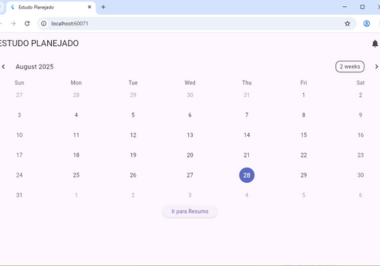 Estudo Planejado
localhost:60071
ESTUDO PLANEJADO
August 2025
2 weeks
Sun Mon Tue Wed Thu Fri Sat
27 28 29 30 31 1 2
3 4 5 6 7 8 9
10 11 12 13 14 15 16
17 18 19 20 21 22 23
24 25 26 27 28 29 30
31 1 2 3 4 5 6
Ir para Resumo